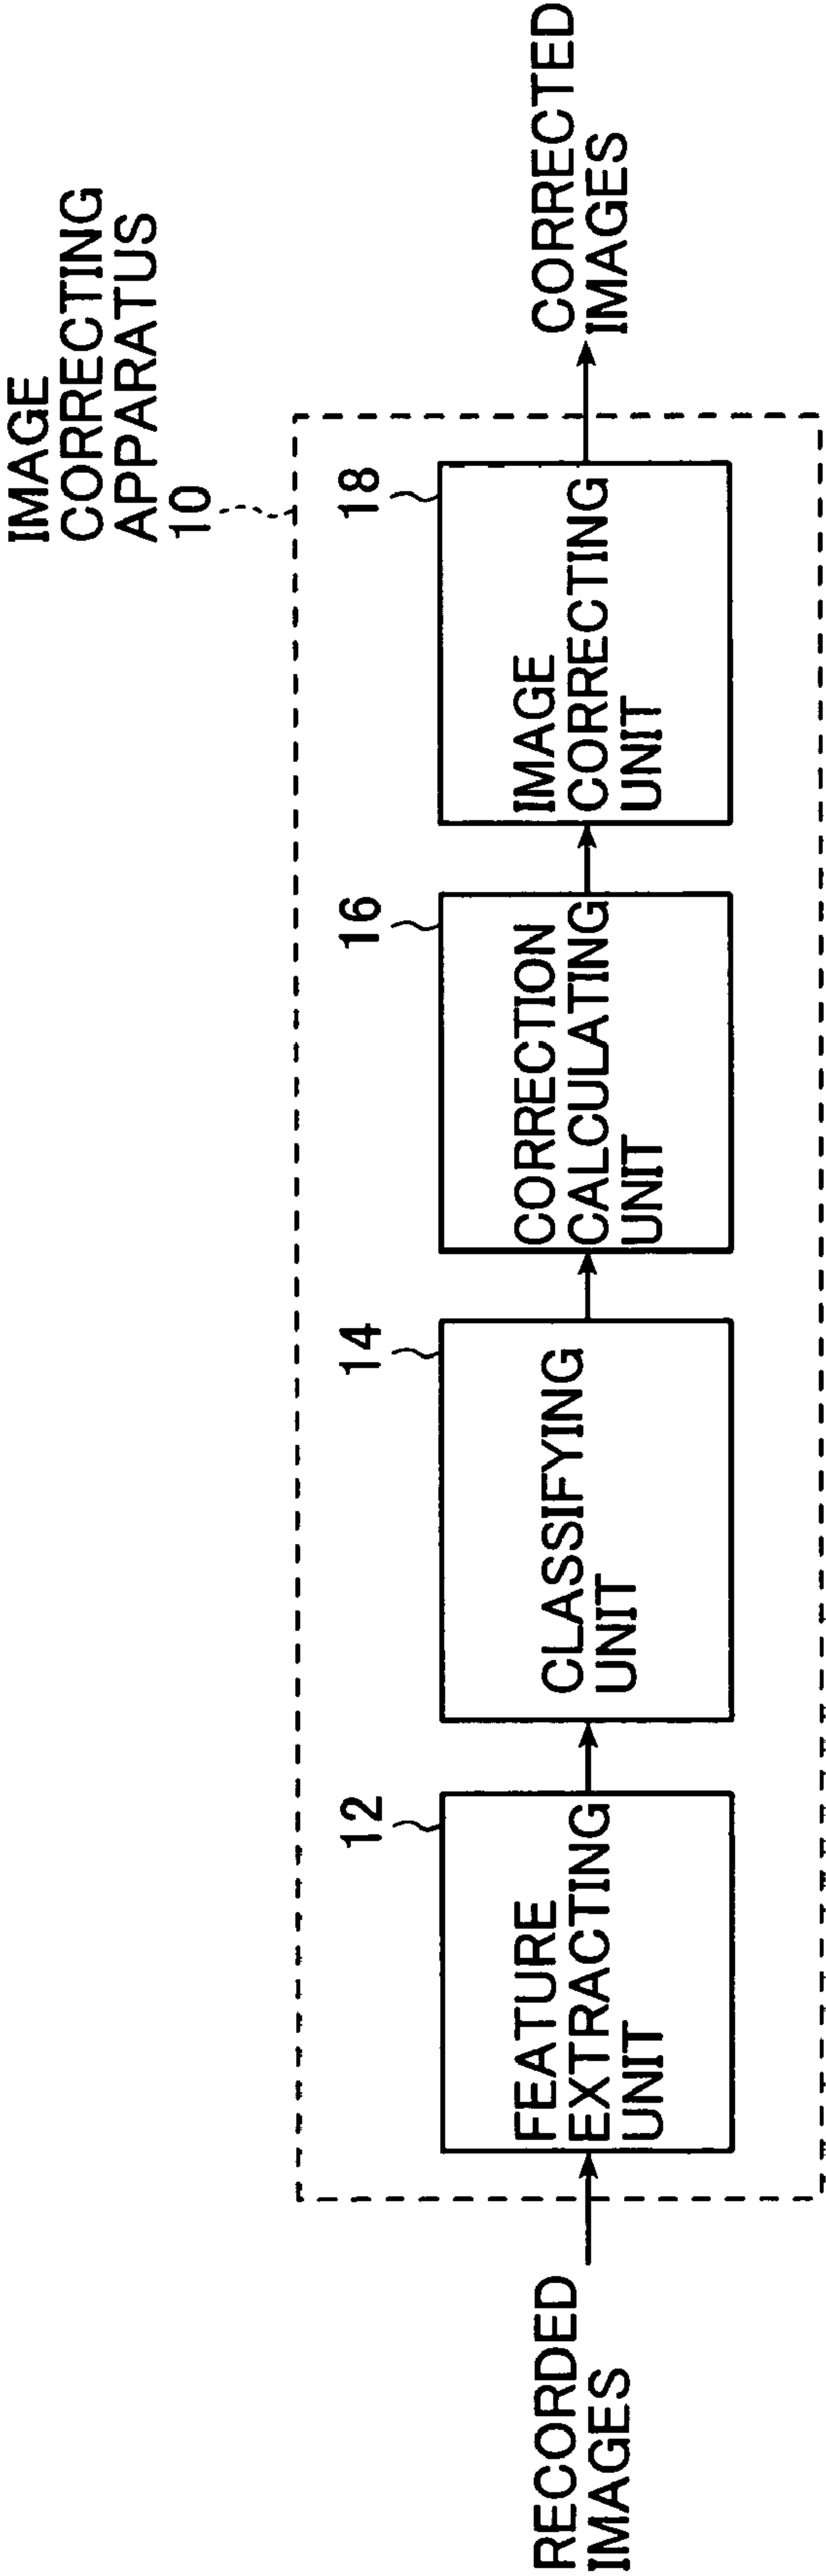 IMAGE
CORRECTING
APPARATUS
10
RECORDED
IMAGES
12
FEATURE
EXTRACTING
UNIT
14
CLASSIFYING
UNIT
16
CORRECTION
CALCULATING
UNIT
18
IMAGE
CORRECTING
UNIT
CORRECTED
IMAGES